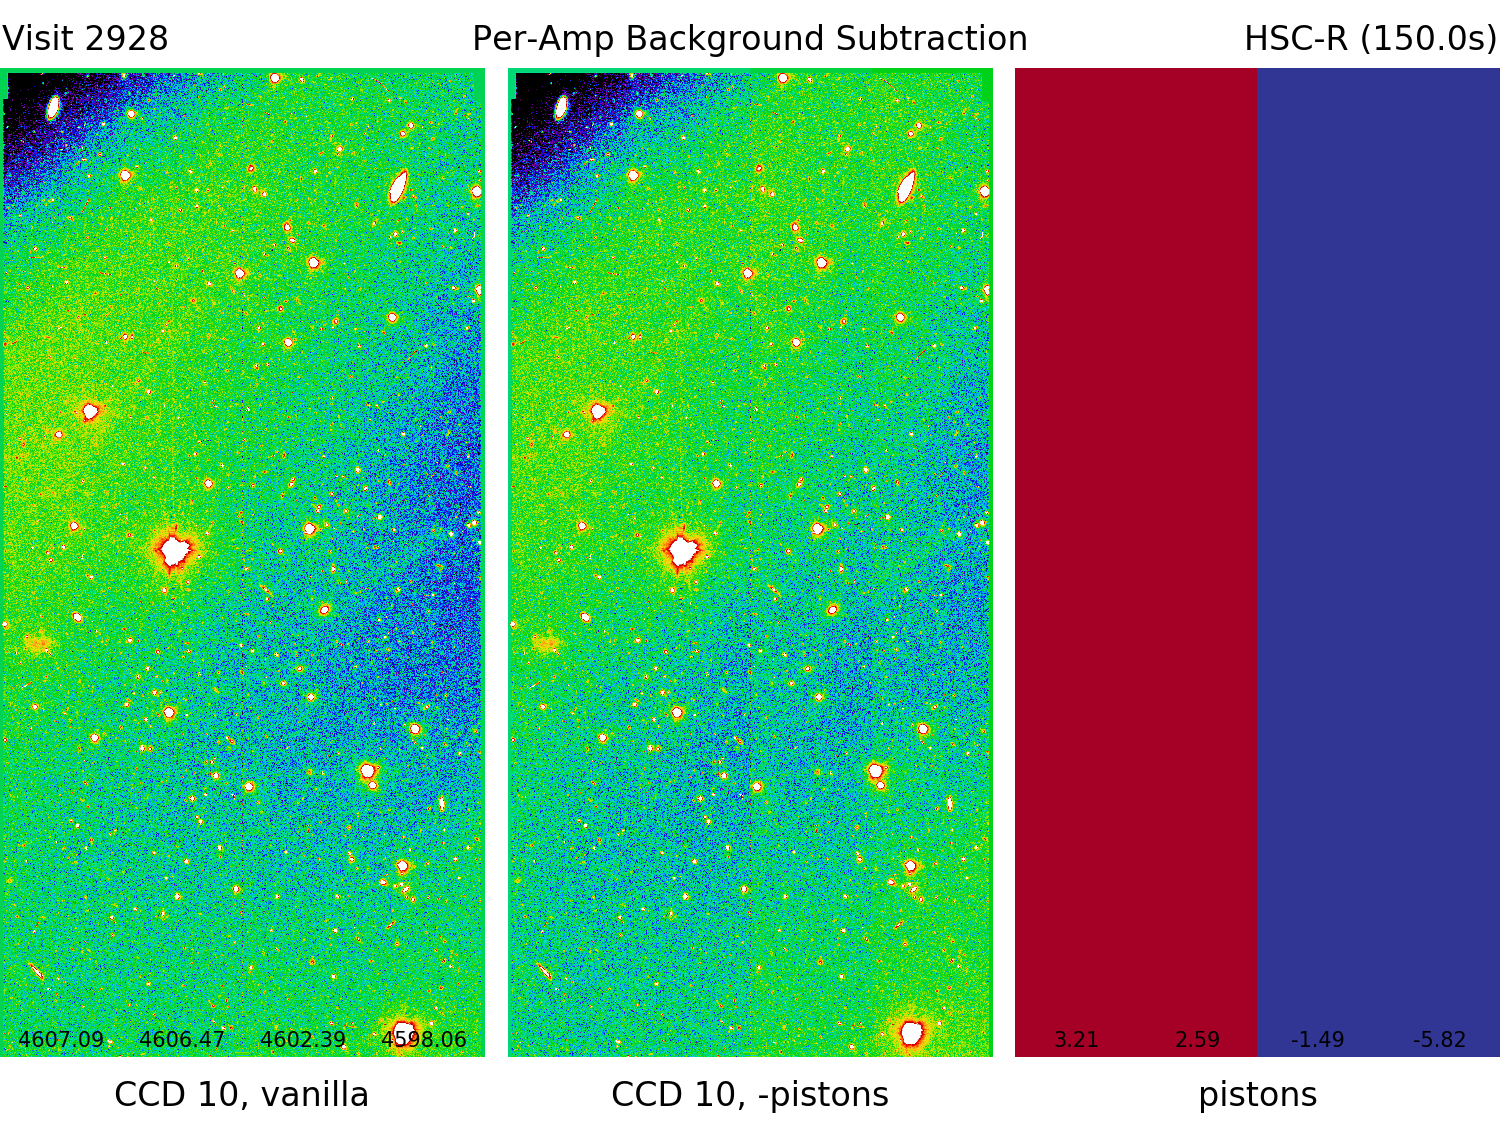 Visit 2928 Per-Amp Background Subtraction HSC-R (150.0s)
4607.09 4606.47 4602.39 4598.06 3.21 2.59 -1.49 -5.82
CCD 10, vanilla CCD 10, -pistons pistons